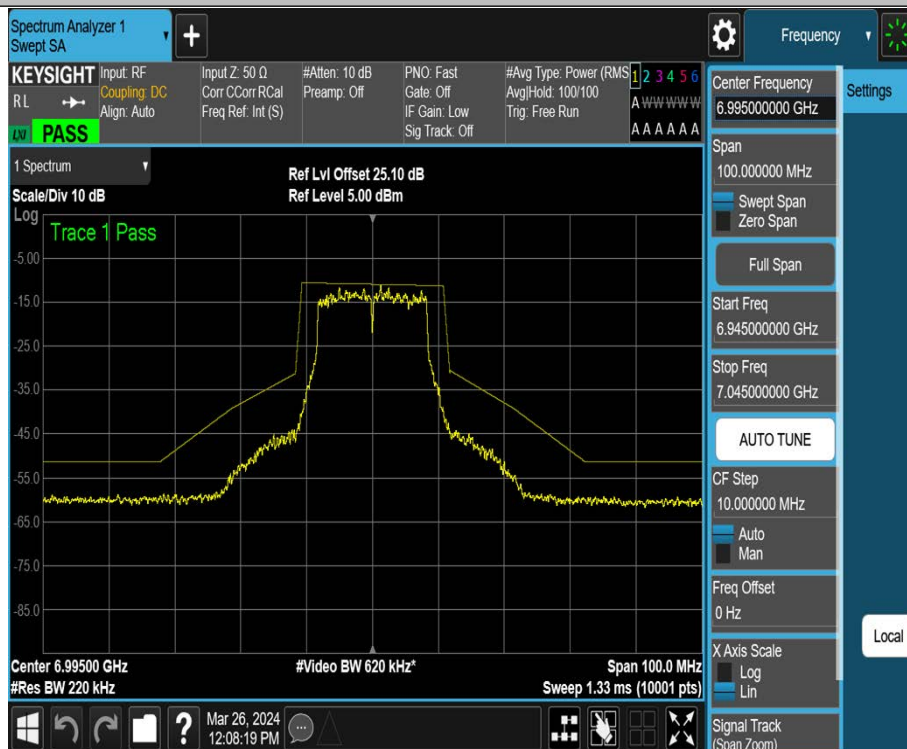 Spectrum Analyzer 1
Swept SA
Frequency
KEYSIGHT
RL
LXI
PASS
Input: RF
Coupling: DC
Align: Auto
Input Z: 50 Ω
Corr CCorr RCal
Freq Ref: Int (S)
#Atten: 10 dB
Preamp: Off
PNO: Fast
Gate: Off
IF Gain: Low
Sig Track: Off
#Avg Type: Power (RMS
Avg|Hold: 100/100
Trig: Free Run
1 2 3 4 5 6
A W W W W W
A A A A A A
1 Spectrum
Scale/Div 10 dB
Ref Lvl Offset 25.10 dB
Ref Level 5.00 dBm
Log
Trace 1 Pass
-5.00
-15.0
-25.0
-35.0
-45.0
-55.0
-65.0
-85.0
Center 6.99500 GHz
#Res BW 220 kHz
#Video BW 620 kHz*
Span 100.0 MHz
Sweep 1.33 ms (10001 pts)
Mar 26, 2024
12:08:19 PM
Center Frequency
6.995000000 GHz
Span
100.000000 MHz
Swept Span
Zero Span
Full Span
Start Freq
6.945000000 GHz
Stop Freq
7.045000000 GHz
AUTO TUNE
CF Step
10.000000 MHz
Auto
Man
Freq Offset
0 Hz
X Axis Scale
Log
Lin
Signal Track
(Span Zoom)
Settings
Local